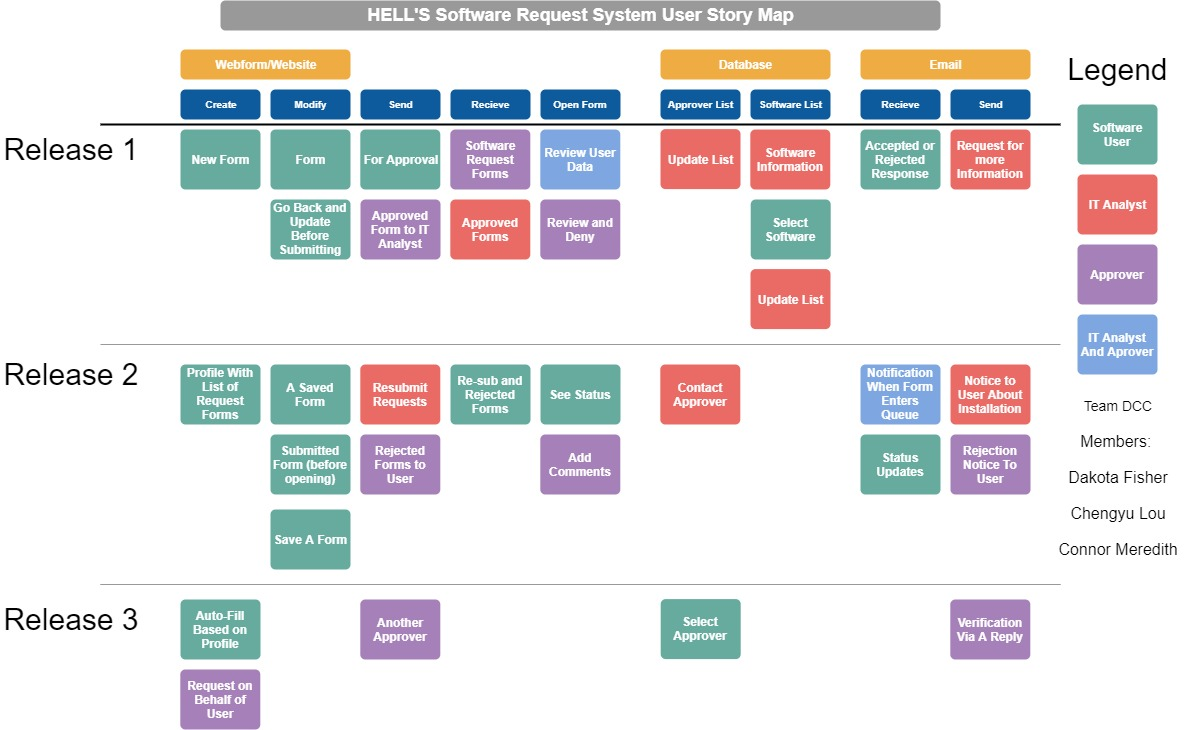 HELL'S Software Request System User Story Map
Webform/Website
Database
Email
Legend
Create
Modify
Send
Recieve
Open Form
Approver List
Software List
Recieve
Send
Release 1
New Form
Form
For Approval
Software
Request
Forms
Review User
Data
Update List
Software
Information
Accepted or
Rejected
Response
Request for
more
Information
Go Back and
Update
Before
Submitting
Approved
Form to IT
Analyst
Approved
Forms
Review and
Deny
Select
Software
Update List
Software
User
IT Analyst
Approver
IT Analyst
And Aprover
Release 2
Profile With
List of
Request
Forms
A Saved
Form
Resubmit
Requests
Re-sub and
Rejected
Forms
See Status
Contact
Approver
Notification
When Form
Enters
Queue
Notice to
User About
Installation
Submitted
Form (before
opening)
Rejected
Forms to
User
Add
Comments
Status
Updates
Rejection
Notice To
User
Save A Form
Team DCC
Members:
Dakota Fisher
Chengyu Lou
Connor Meredith
Release 3
Auto-Fill
Based on
Profile
Another
Approver
Select
Approver
Verification
Via A Reply
Request on
Behalf of
User